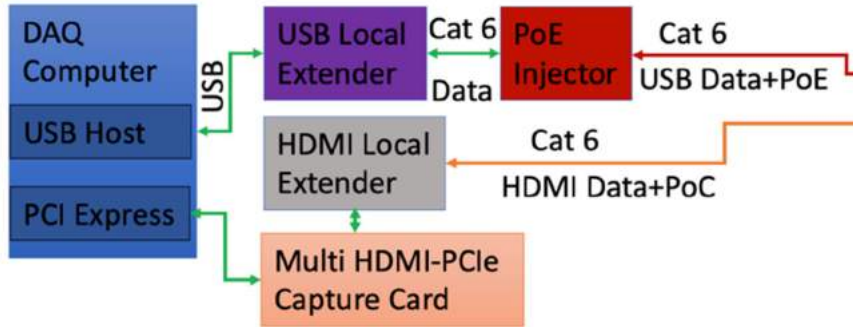 DAQ
Computer
USB Host
PCI Express
USB
USB Local
Extender
Cat 6
Data
PoE
Injector
Cat 6
USB Data+PoE
HDMI Local
Extender
Cat 6
HDMI Data+PoC
Multi HDMI-PCIe
Capture Card